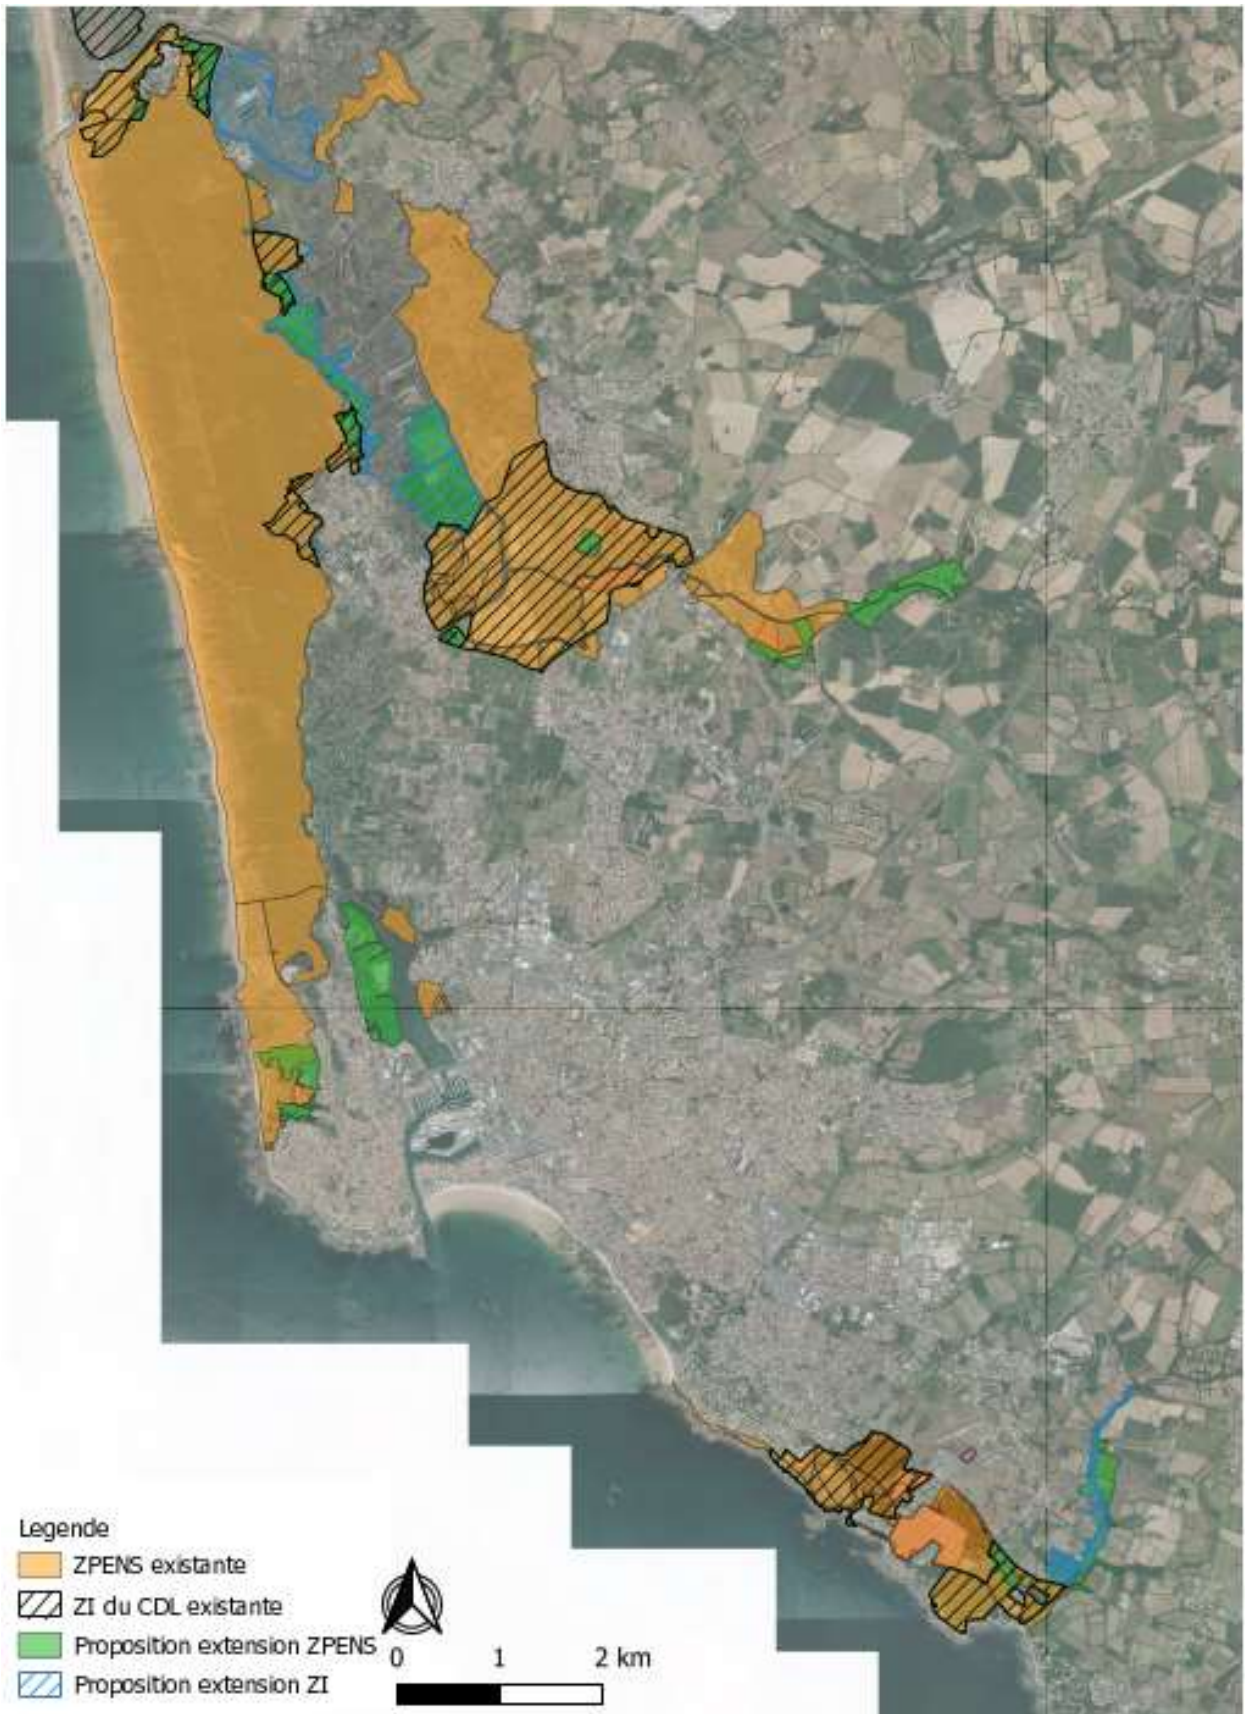 Legende
ZPENS existante
ZI du CDL existante
Proposition extension ZPENS
Proposition extension ZI
0 1 2 km